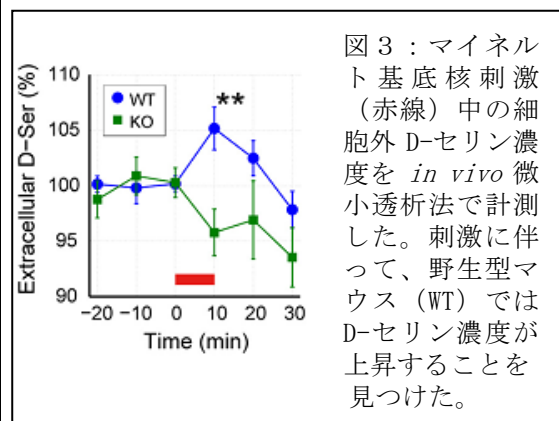 Extracellular D−Ser (%)
110
105
100
95
90
WT
KO
**
−20 −10 0 10 20 30
Time (min)
図３：マイネル
ト基底核刺激
（赤線）中の細
胞外 D-セリン濃
度を in vivo 微
小透析法で計測
した。刺激に伴
って、野生型マ
ウス（WT）では
D-セリン濃度が
上昇することを
見つけた。